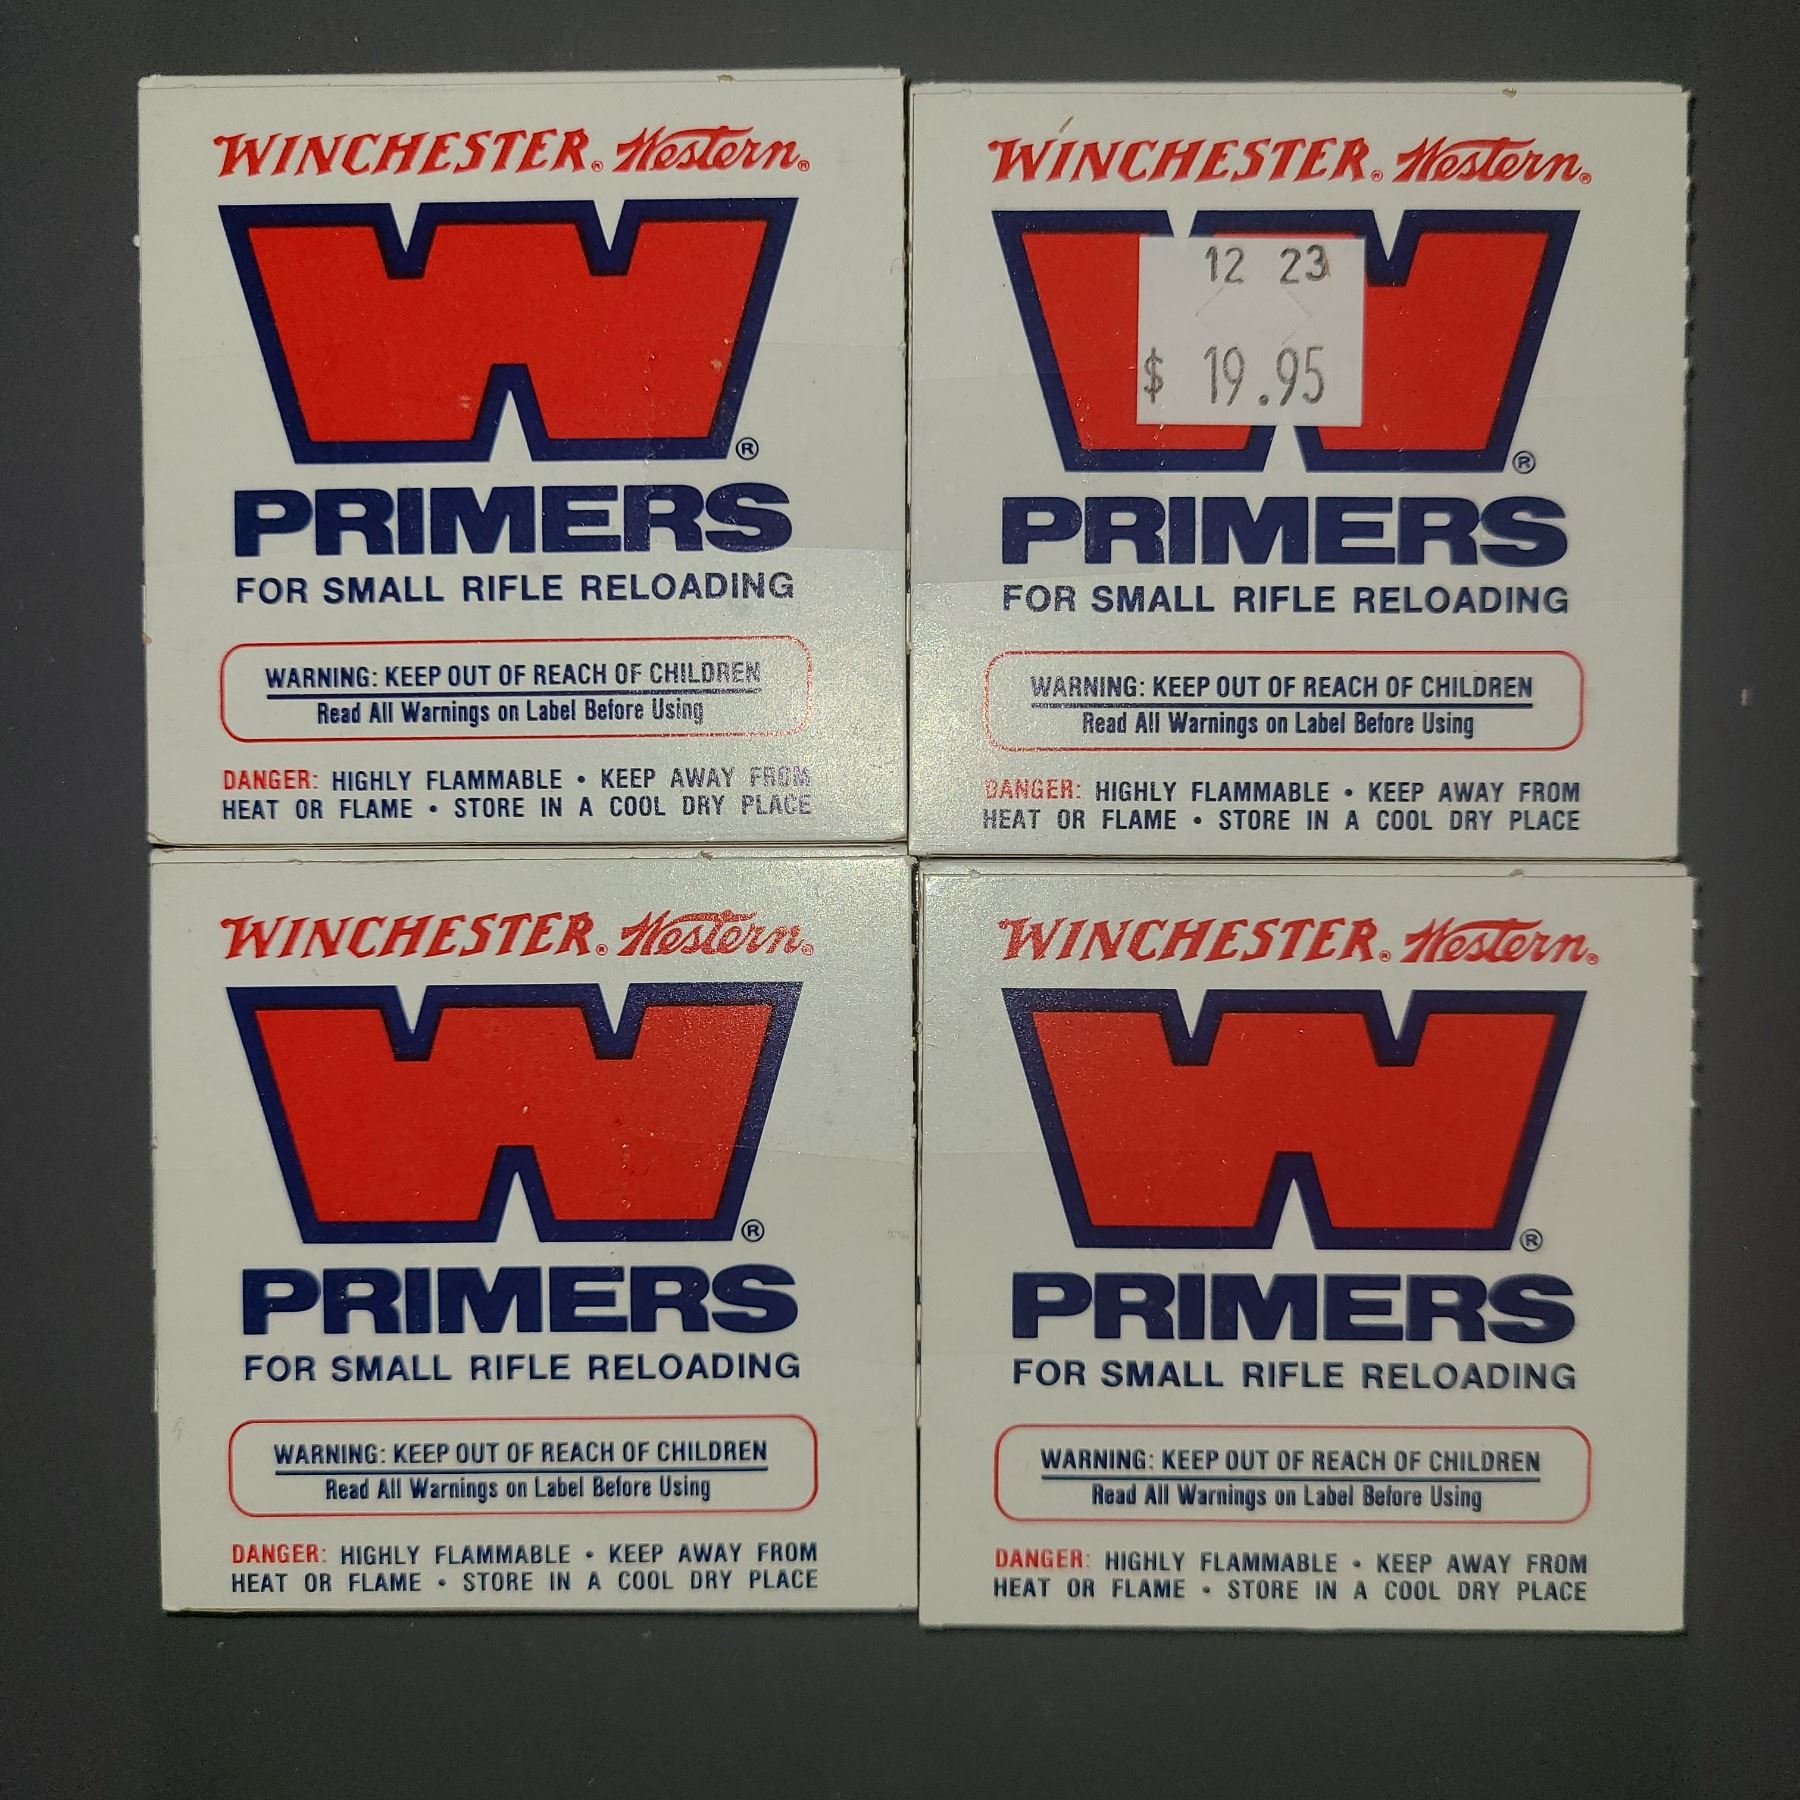 WINCHESTER® Western®
W®
PRIMERS
FOR SMALL RIFLE RELOADING
WARNING: KEEP OUT OF REACH OF CHILDREN
Read All Warnings on Label Before Using
DANGER: HIGHLY FLAMMABLE • KEEP AWAY FROM
HEAT OR FLAME • STORE IN A COOL DRY PLACE
WINCHESTER® Western®
W®
12 23
$ 19.95
PRIMERS
FOR SMALL RIFLE RELOADING
WARNING: KEEP OUT OF REACH OF CHILDREN
Read All Warnings on Label Before Using
DANGER: HIGHLY FLAMMABLE • KEEP AWAY FROM
HEAT OR FLAME • STORE IN A COOL DRY PLACE
WINCHESTER® Western®
W®
PRIMERS
FOR SMALL RIFLE RELOADING
WARNING: KEEP OUT OF REACH OF CHILDREN
Read All Warnings on Label Before Using
DANGER: HIGHLY FLAMMABLE • KEEP AWAY FROM
HEAT OR FLAME • STORE IN A COOL DRY PLACE
WINCHESTER® Western®
W®
PRIMERS
FOR SMALL RIFLE RELOADING
WARNING: KEEP OUT OF REACH OF CHILDREN
Read All Warnings on Label Before Using
DANGER: HIGHLY FLAMMABLE • KEEP AWAY FROM
HEAT OR FLAME • STORE IN A COOL DRY PLACE